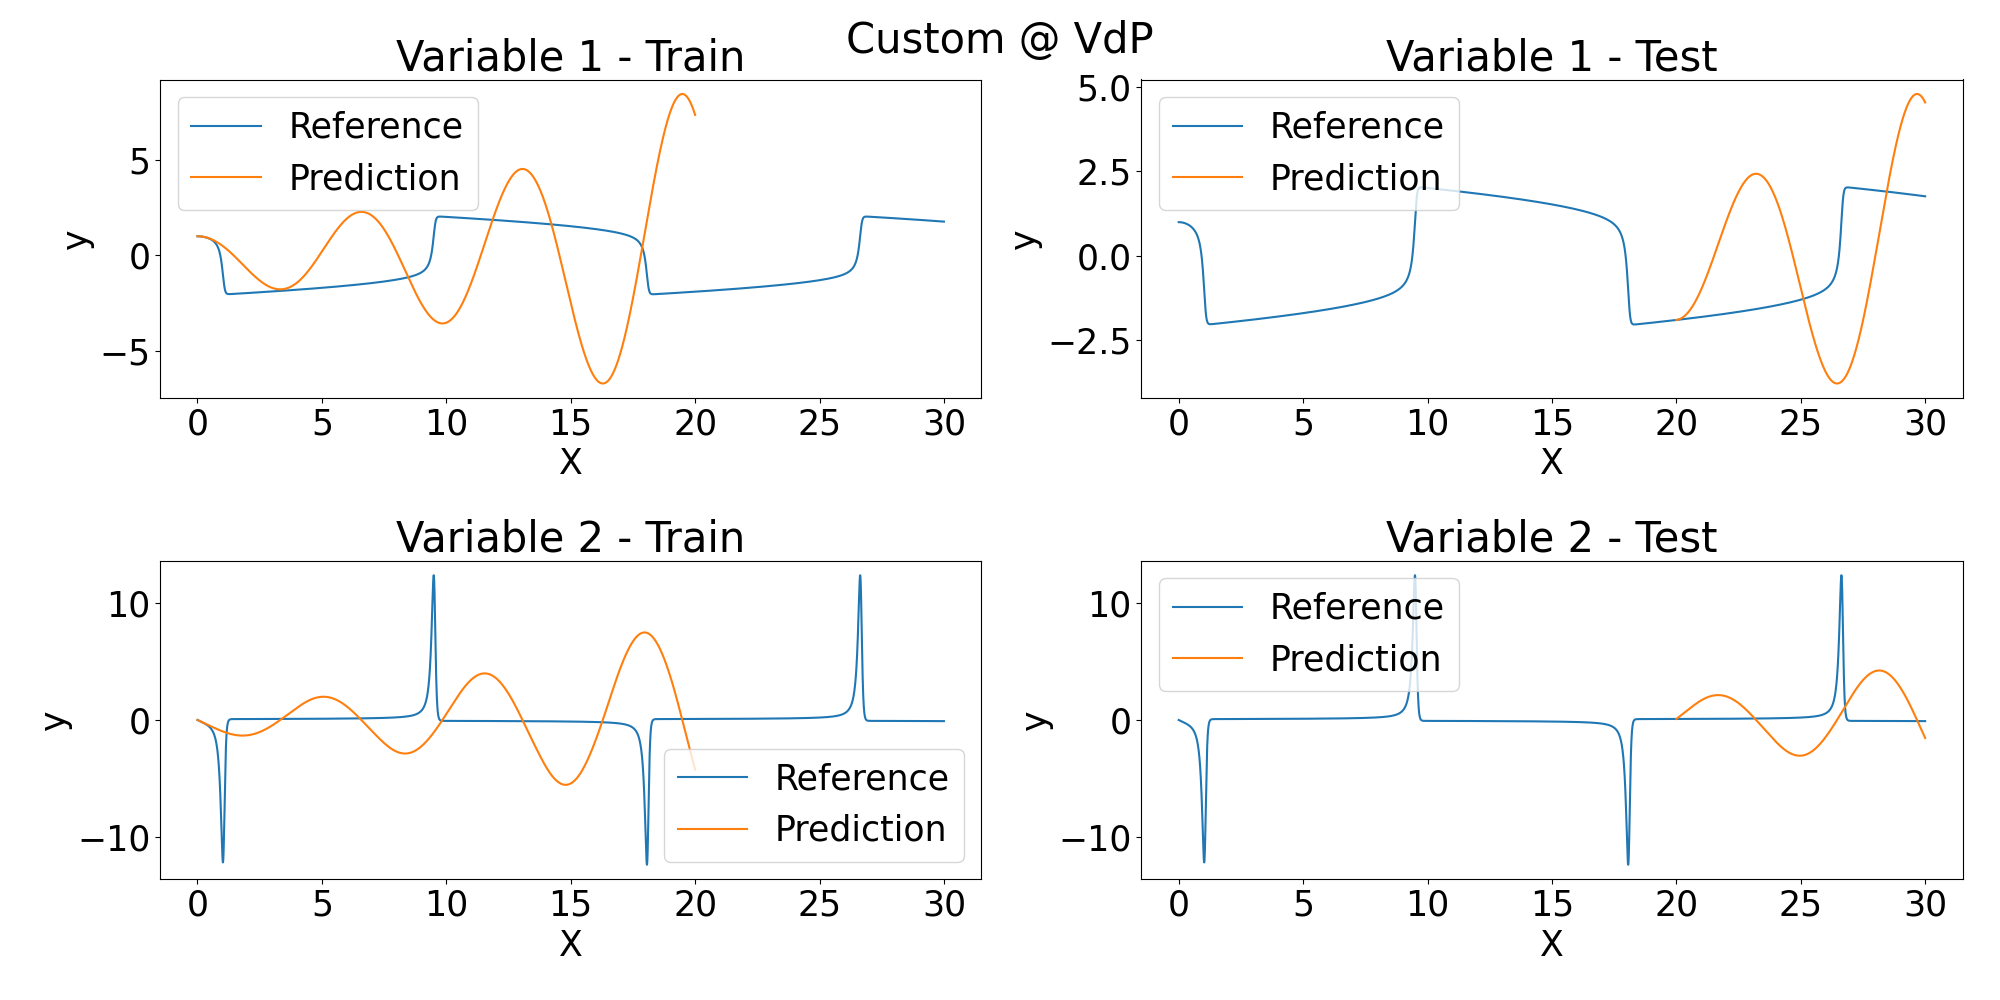 Custom @ VdP
Variable 1 - Train
Reference
Prediction
5
0
−5
y
0 5 10 15 20 25 30
X
Variable 1 - Test
Reference
Prediction
5.0
2.5
0.0
−2.5
y
0 5 10 15 20 25 30
X
Variable 2 - Train
10
0
−10
y
Reference
Prediction
0 5 10 15 20 25 30
X
Variable 2 - Test
Reference
Prediction
10
0
−10
y
0 5 10 15 20 25 30
X